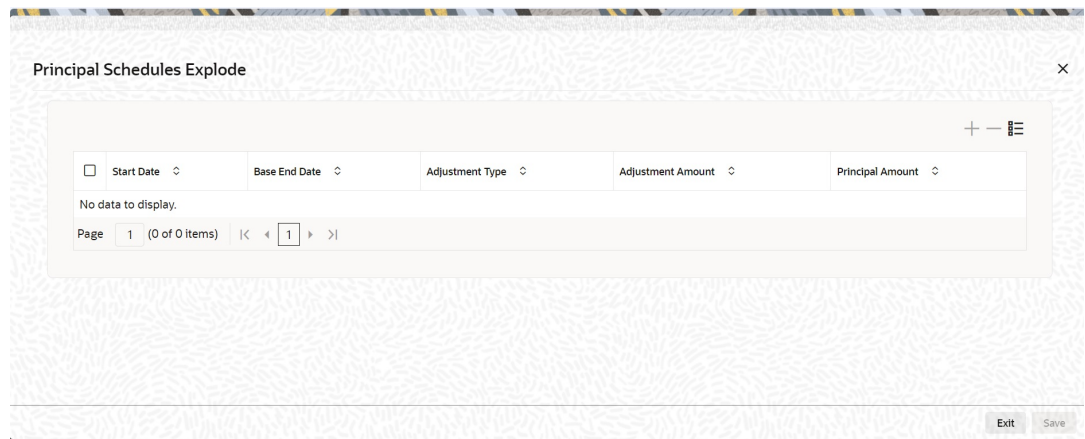 Principal Schedules Explode
Start Date Base End Date Adjustment Type Adjustment Amount Principal Amount
No data to display.
Page 1 (0 of 0 items) 1
Exit Save